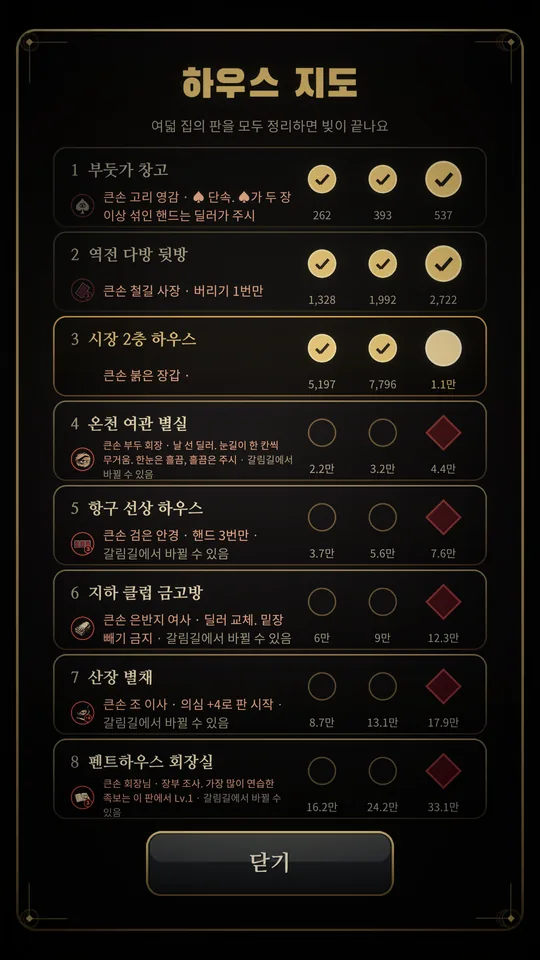 하우스 지도
여덟 집의 판을 모두 정리하면 빚이 끝나요
1 부둣가 창고
큰손 고리 영감 · ♠ 단속. ♠가 두 장
이상 섞인 핸드는 딜러가 주시
262 393 537
2 역전 다방 뒷방
큰손 철길 사장 · 버리기 1번만
1,328 1,992 2,722
3 시장 2층 하우스
큰손 붉은 장갑 ·
5,197 7,796 1.1만
4 온천 여관 별실
큰손 부두 회장 · 날 선 딜러. 눈길이 한 칸씩
무거움. 한눈은 흘끔, 흘끔은 주시 · 갈림길에서
바뀔 수 있음
2.2만 3.2만 4.4만
5 항구 선상 하우스
큰손 검은 안경 · 핸드 3번만 ·
갈림길에서 바뀔 수 있음
3.7만 5.6만 7.6만
6 지하 클럽 금고방
큰손 은반지 여사 · 딜러 교체. 밑장
빼기 금지 · 갈림길에서 바뀔 수 있음
6만 9만 12.3만
7 산장 별채
큰손 조 이사 · 의심 +4로 판 시작 ·
갈림길에서 바뀔 수 있음
8.7만 13.1만 17.9만
8 펜트하우스 회장실
큰손 회장님 · 장부 조사. 가장 많이 연습한
족보는 이 판에서 Lv.1 · 갈림길에서 바뀔 수
있음
16.2만 24.2만 33.1만
닫기